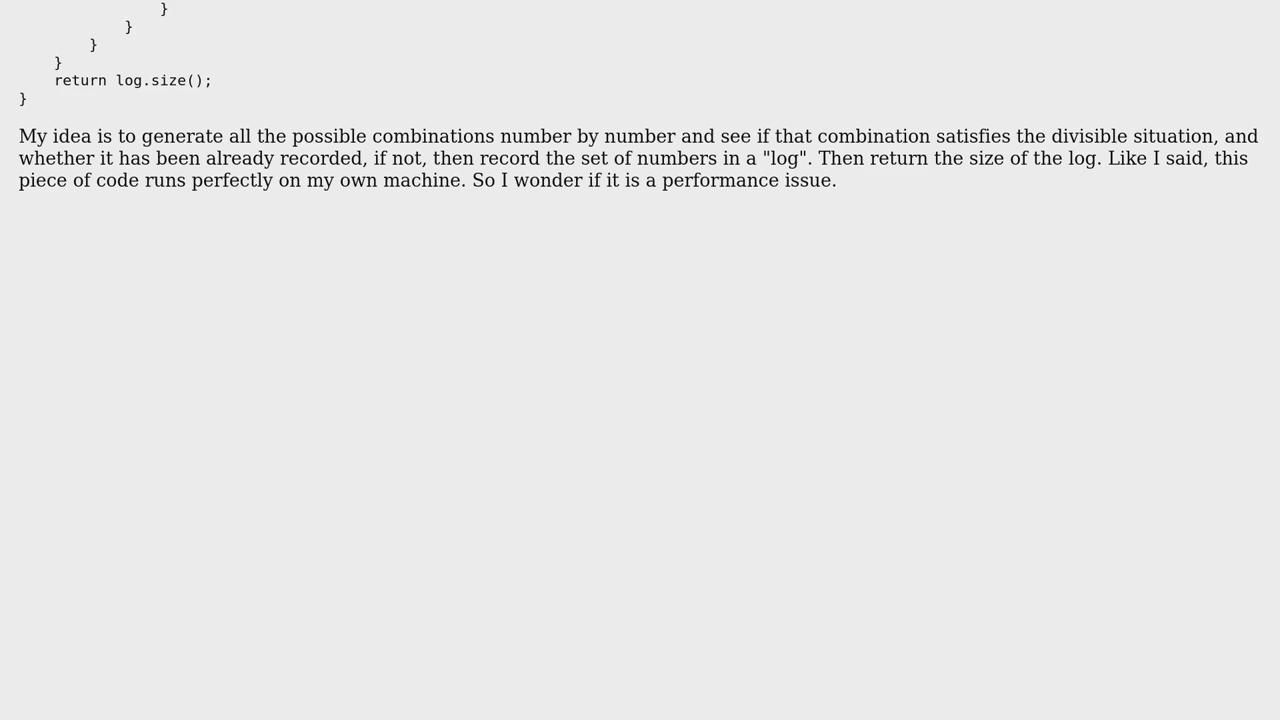 }
}
}
}
return log.size();
}
My idea is to generate all the possible combinations number by number and see if that combination satisfies the divisible situation, and
whether it has been already recorded, if not, then record the set of numbers in a "log". Then return the size of the log. Like I said, this
piece of code runs perfectly on my own machine. So I wonder if it is a performance issue.